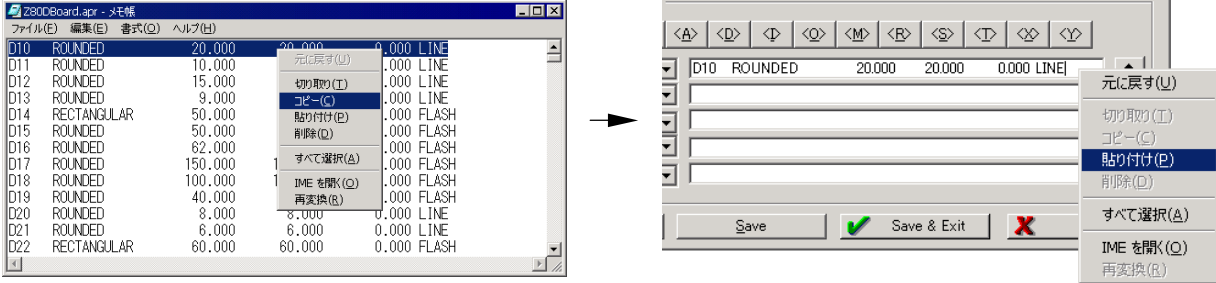 Z80DBoard.apr - メモ帳
ファイル(F) 編集(E) 書式(O) ヘルプ(H)
D10 ROUNDED 20.000 20.000 0.000 LINE
D11 ROUNDED 10.000 .000 LINE
D12 ROUNDED 15.000 .000 LINE
D13 ROUNDED 9.000 .000 LINE
D14 RECTANGULAR 50.000 .000 FLASH
D15 ROUNDED 50.000 .000 FLASH
D16 ROUNDED 62.000 .000 FLASH
D17 ROUNDED 150.000 1 .000 FLASH
D18 ROUNDED 100.000 1 .000 FLASH
D19 ROUNDED 40.000 .000 FLASH
D20 ROUNDED 8.000 8.000 0.000 LINE
D21 ROUNDED 6.000 6.000 0.000 LINE
D22 RECTANGULAR 60.000 60.000 0.000 FLASH
元に戻す(U)
切り取り(T)
コピー(C)
貼り付け(P)
削除(D)
すべて選択(A)
IME を開く(O)
再変換(R)
<A> <D> <I> <O> <M> <R> <S> <T> <X> <Y>
D10 ROUNDED 20.000 20.000 0.000 LINE
Save Save & Exit
元に戻す(U)
切り取り(T)
コピー(C)
貼り付け(P)
削除(D)
すべて選択(A)
IME を開く(O)
再変換(R)